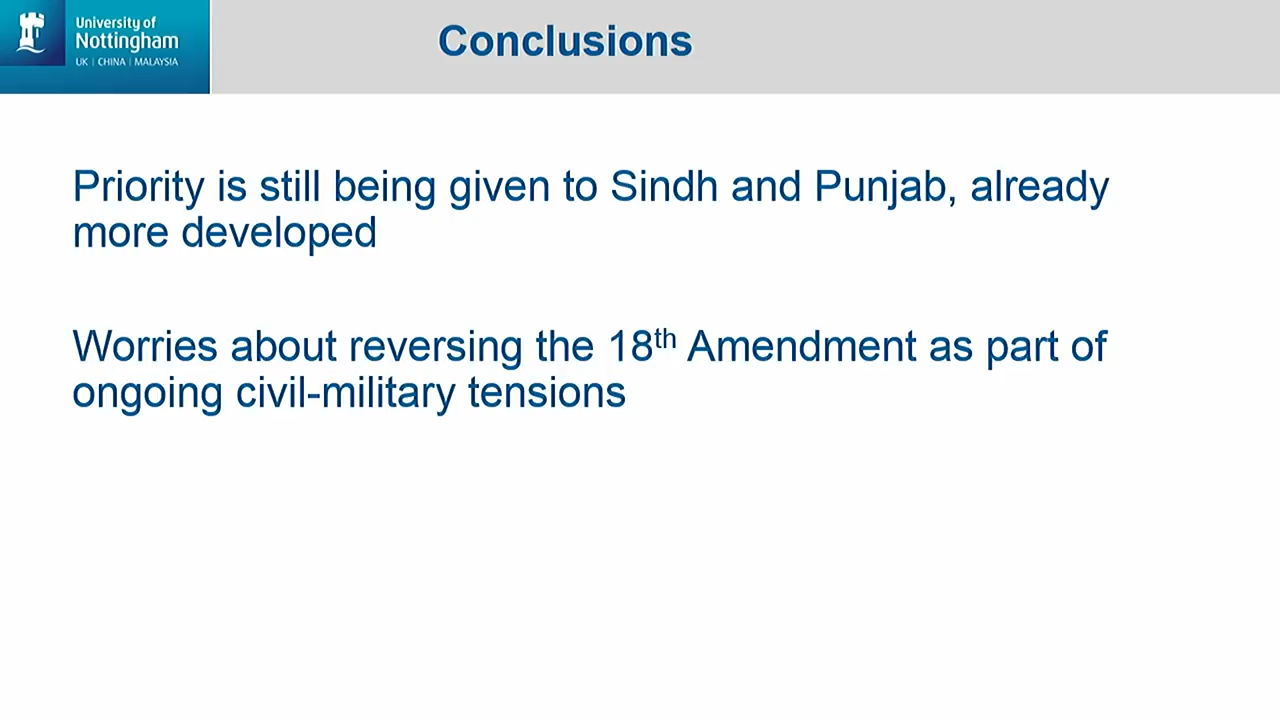 University of
Nottingham
UK | CHINA | MALAYSIA
Conclusions
Priority is still being given to Sindh and Punjab, already
more developed
Worries about reversing the 18th Amendment as part of
ongoing civil-military tensions